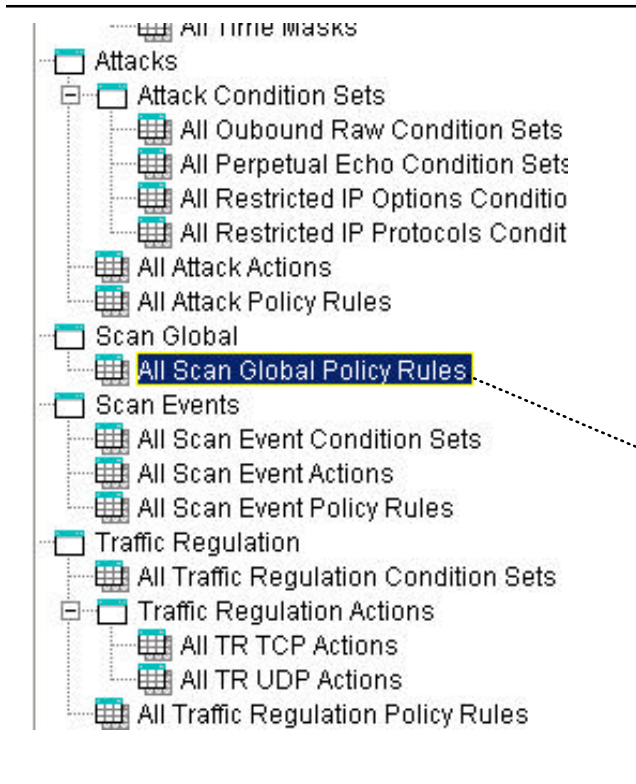 All Time Masks
Attacks
Attack Condition Sets
All Oubound Raw Condition Sets
All Perpetual Echo Condition Sets
All Restricted IP Options Conditio
All Restricted IP Protocols Condit
All Attack Actions
All Attack Policy Rules
Scan Global
All Scan Global Policy Rules
Scan Events
All Scan Event Condition Sets
All Scan Event Actions
All Scan Event Policy Rules
Traffic Regulation
All Traffic Regulation Condition Sets
Traffic Regulation Actions
All TR TCP Actions
All TR UDP Actions
All Traffic Regulation Policy Rules